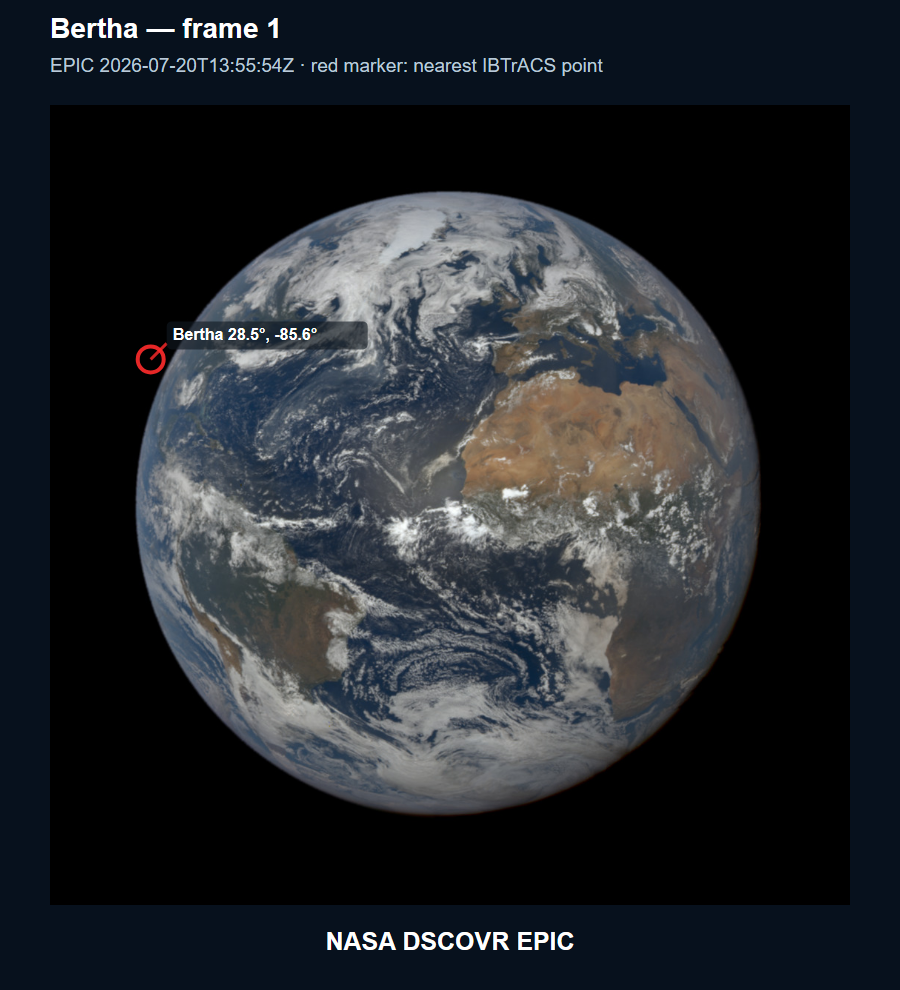 Bertha — frame 1
EPIC 2026-07-20T13:55:54Z · red marker: nearest IBTrACS point
Bertha 28.5°, -85.6°
NASA DSCOVR EPIC